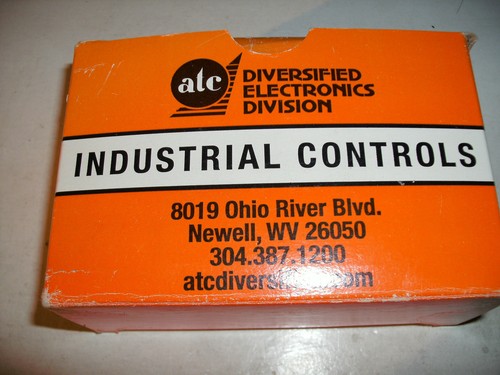 atc
DIVERSIFIED
ELECTRONICS
DIVISION
INDUSTRIAL CONTROLS
8019 Ohio River Blvd.
Newell, WV 26050
304.387.1200